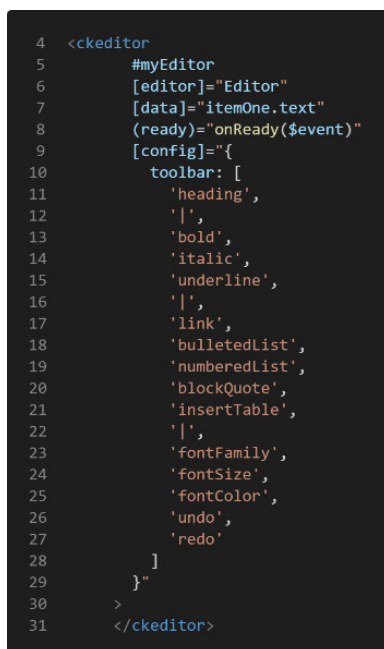 4 <ckeditor
5 #myEditor
6 [editor]="Editor"
7 [data]="itemOne.text"
8 (ready)="onReady($event)"
9 [config]="{
10 toolbar: [
11 'heading',
12 '|',
13 'bold',
14 'italic',
15 'underline',
16 '|',
17 'link',
18 'bulletedList',
19 'numberedList',
20 'blockQuote',
21 'insertTable',
22 '|',
23 'fontFamily',
24 'fontSize',
25 'fontColor',
26 'undo',
27 'redo'
28 ]
29 }"
30 >
31 </ckeditor>